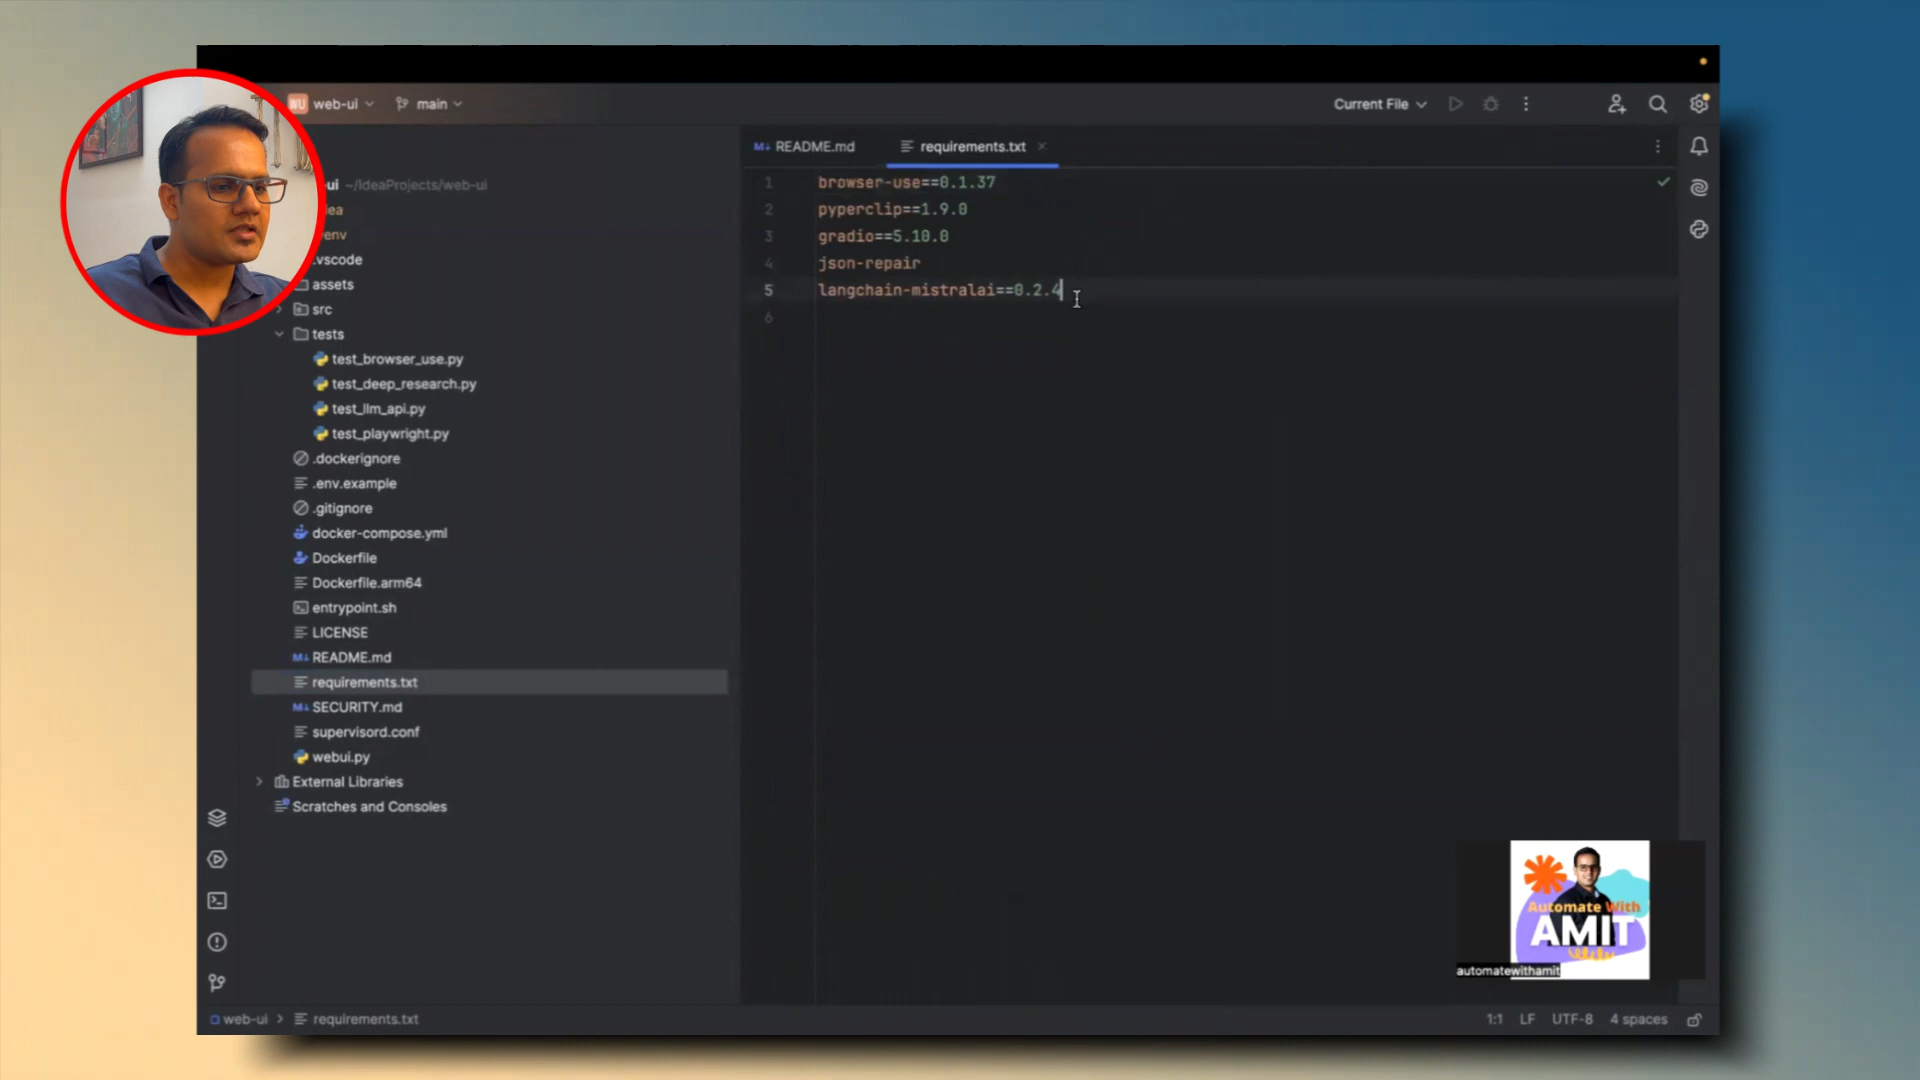 WU web-ui
main
Current File
ui ~/IdeaProjects/web-ui
ea
env
.vscode
assets
src
tests
test_browser_use.py
test_deep_research.py
test_llm_api.py
test_playwright.py
.dockerignore
.env.example
.gitignore
docker-compose.yml
Dockerfile
Dockerfile.arm64
entrypoint.sh
LICENSE
M↓ README.md
requirements.txt
M↓ SECURITY.md
supervisord.conf
webui.py
External Libraries
Scratches and Consoles
M↓ README.md
requirements.txt
1 browser-use==0.1.37
2 pyperclip==1.9.0
3 gradio==5.10.0
4 json-repair
5 langchain-mistralai==0.2.4
6
Automate With
AMIT
automatewithamit
web-ui > requirements.txt
1:1 LF UTF-8 4 spaces